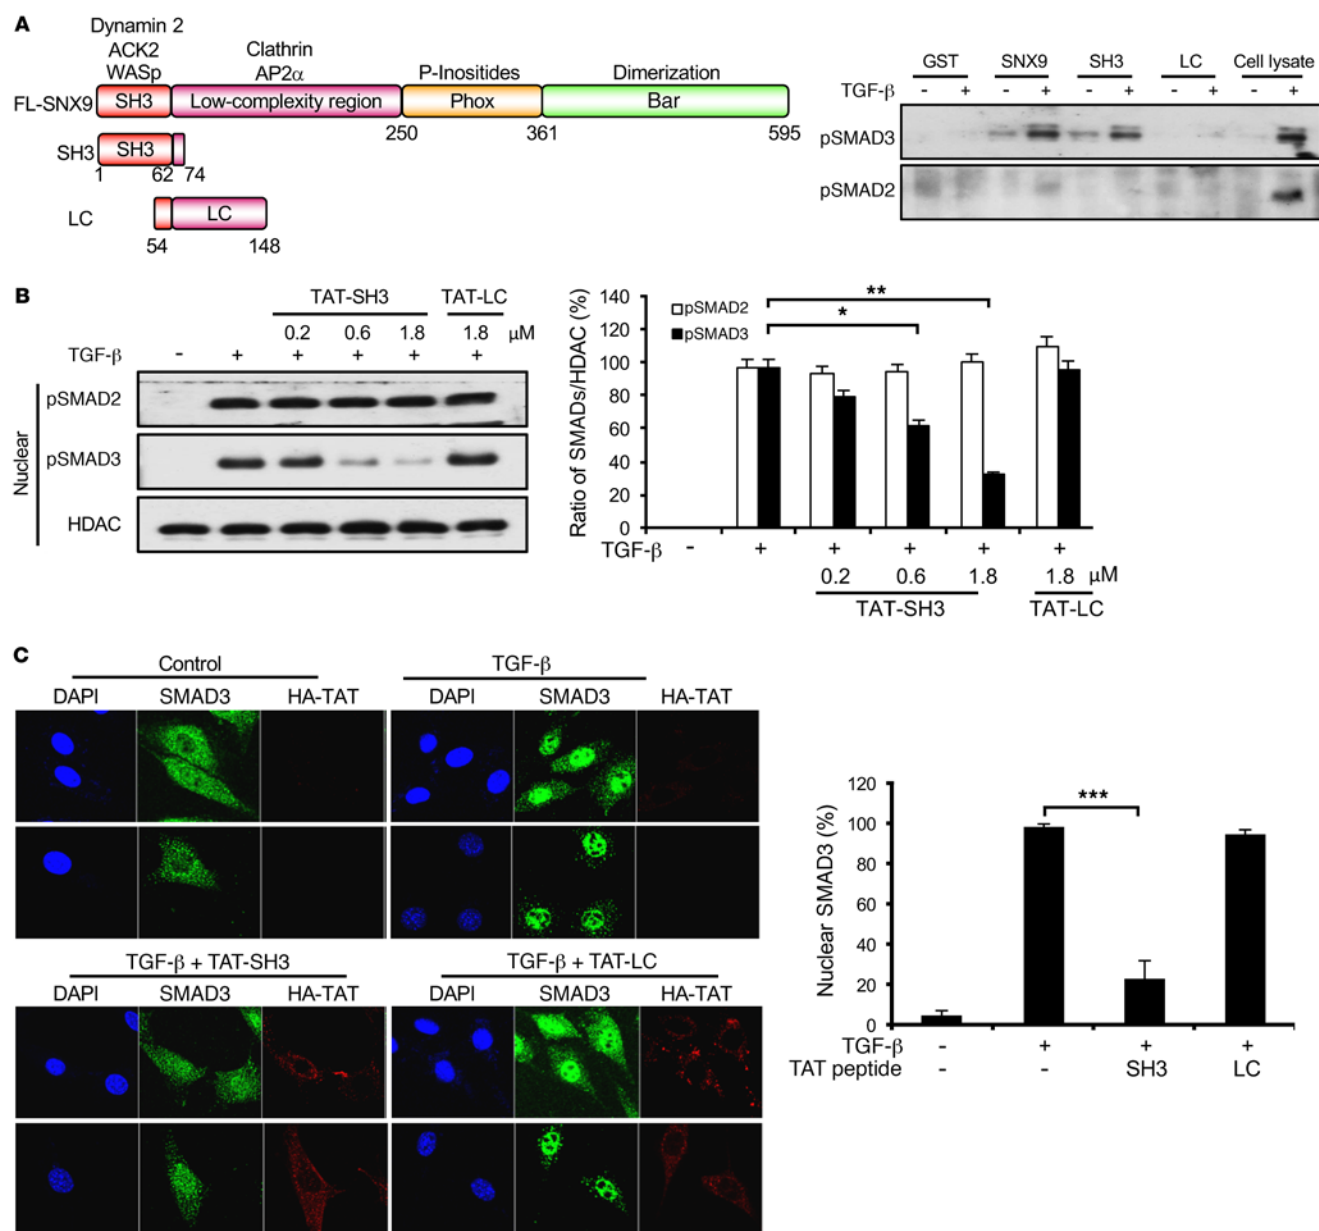 A
Dynamin 2
ACK2
WASp
Clathrin
AP2α
P-Inositides
Dimerization
FL-SNX9
SH3
Low-complexity region
Phox
Bar
250
361
595
SH3
SH3
1
62
74
LC
LC
54
148
GST
SNX9
SH3
LC
Cell lysate
TGF-β
- + - + - + - + - +
pSMAD3
pSMAD2
B
TAT-SH3
TAT-LC
0.2 0.6 1.8 1.8 μM
TGF-β - + + + + +
Nuclear
pSMAD2
pSMAD3
HDAC
Ratio of SMADs/HDAC (%)
140
120
100
80
60
40
20
0
pSMAD2
pSMAD3
**
*
TGF-β - + + + + +
0.2 0.6 1.8 1.8 μM
TAT-SH3
TAT-LC
C
Control
DAPI SMAD3 HA-TAT
TGF-β
DAPI SMAD3 HA-TAT
TGF-β + TAT-SH3
DAPI SMAD3 HA-TAT
TGF-β + TAT-LC
DAPI SMAD3 HA-TAT
Nuclear SMAD3 (%)
120
100
80
60
40
20
0
***
TGF-β - + + +
TAT peptide - - SH3 LC